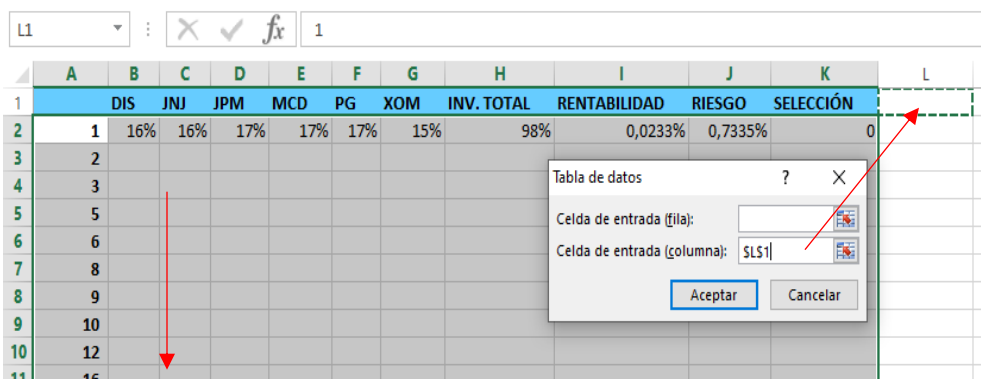 L1 fx 1
A B C D E F G H I J K L
1 DIS JNJ JPM MCD PG XOM INV. TOTAL RENTABILIDAD RIESGO SELECCIÓN
2 1 16% 16% 17% 17% 17% 15% 98% 0,0233% 0,7335% 0
3 2
4 3
5 5
6 6
7 8
8 9
9 10
10 12
11 16
Tabla de datos ? X
Celda de entrada (fila):
Celda de entrada (columna): $L$1
Aceptar Cancelar